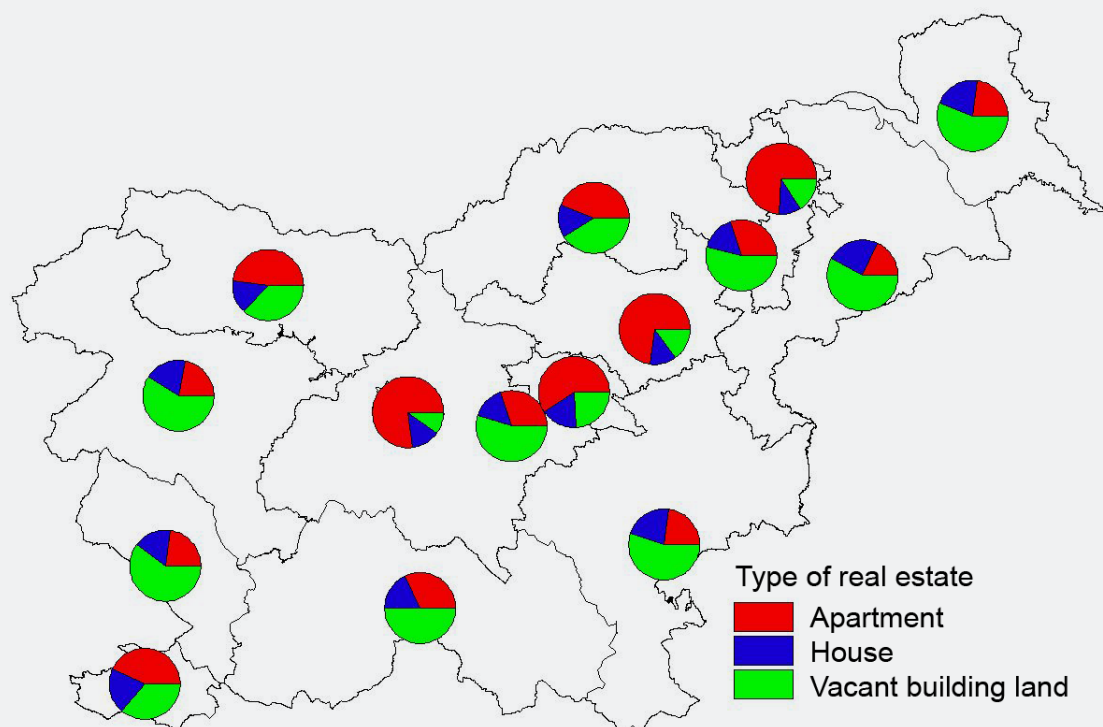 Type of real estate
Apartment
House
Vacant building land